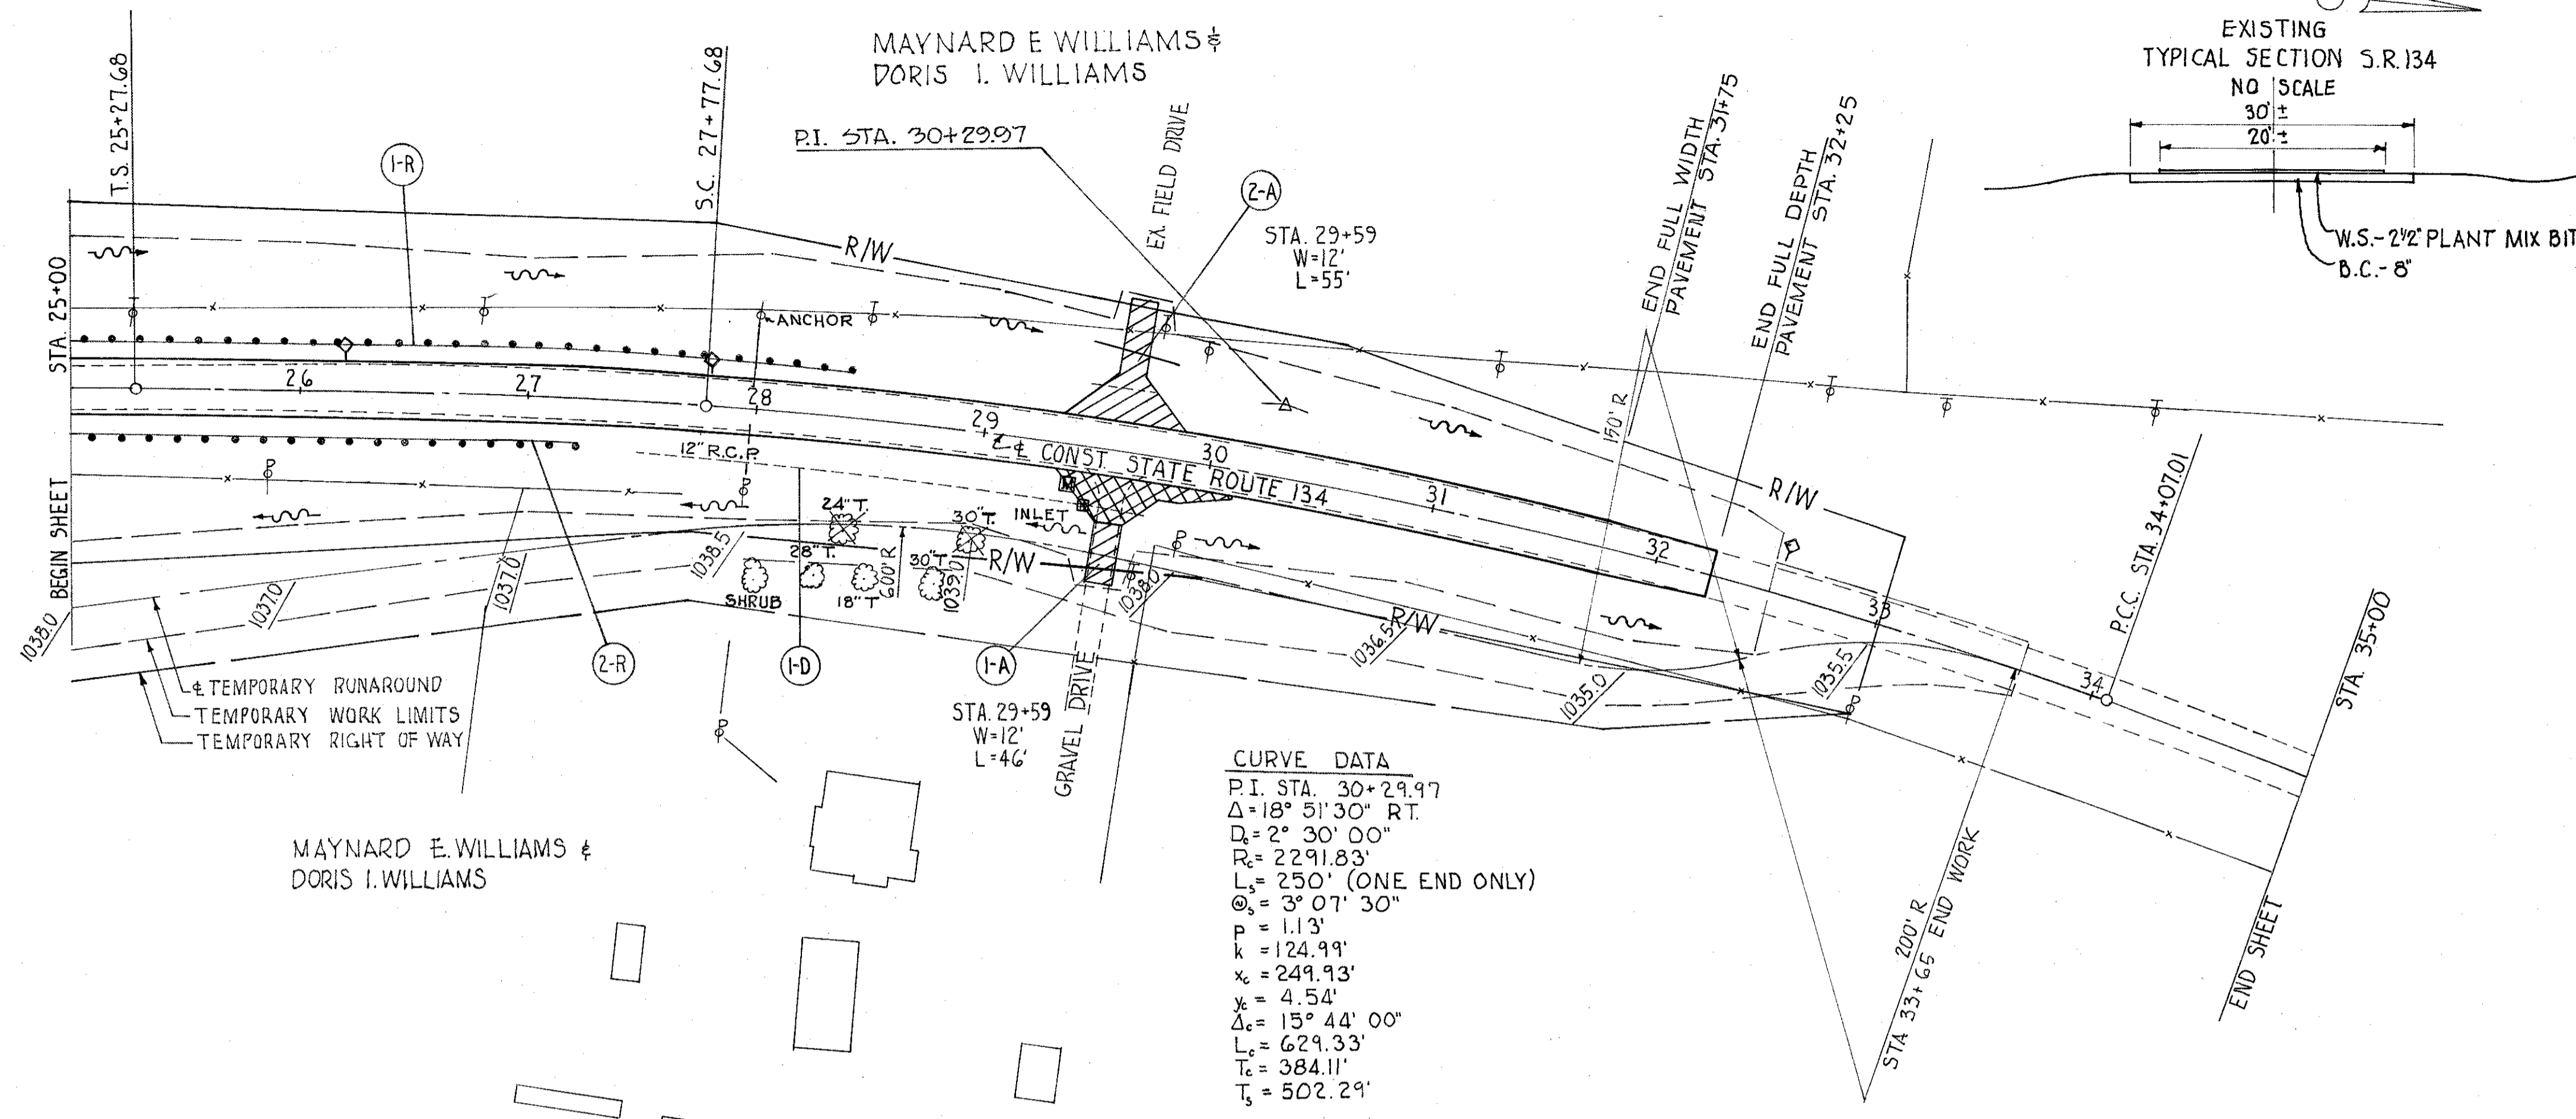 MAYNARD E WILLIAMS &
DORIS I. WILLIAMS
T.S. 25+27.68
S.C. 27+77.68
P.I. STA. 30+29.97
1-R
R/W
EX. FIELD DRIVE
2-A
STA. 29+59
W=12'
L=55'
END FULL WIDTH
PAVEMENT STA. 31+75
END FULL DEPTH
PAVEMENT STA. 32+25
EXISTING
TYPICAL SECTION S.R. 134
NO SCALE
30' ±
20' ±
W.S.-2½" PLANT MIX BIT
B.C.-8"
STA. 25+00
BEGIN SHEET
ANCHOR
26
27
28
29
30
31
32
33
34
℄ CONST. STATE ROUTE 134
12" R.C.P.
24" T.
30" T.
INLET
M
28" T.
30" T.
18" T
SHRUB
600' R
R/W
150' R
R/W
R/W
1038.0
1037.0
1037.0
1038.5
1039.0
1038.0
1036.5
1035.0
1035.5
P.C.C. STA. 34+07.01
STA. 35+00
END SHEET
200' R
STA 33+65 END WORK
℄ TEMPORARY RUNAROUND
TEMPORARY WORK LIMITS
TEMPORARY RIGHT OF WAY
2-R
1-D
1-A
STA. 29+59
W=12'
L=46'
GRAVEL DRIVE
MAYNARD E. WILLIAMS &
DORIS I. WILLIAMS
CURVE DATA
P.I. STA. 30+29.97
Δ=18° 51' 30" RT.
Dc= 2° 30' 00"
Rc= 2291.83'
Ls= 250' (ONE END ONLY)
Θs= 3° 07' 30"
p = 1.13'
k = 124.99'
xc = 249.93'
yc = 4.54'
Δc= 15° 44' 00"
Lc= 629.33'
Tc= 384.11'
Ts = 502.29'